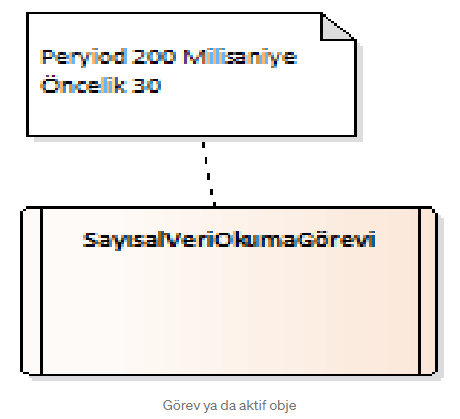 Peryiod 200 Milisaniye
Öncelik 30
SayısalVeriOkumaGörevi
Görev ya da aktif obje